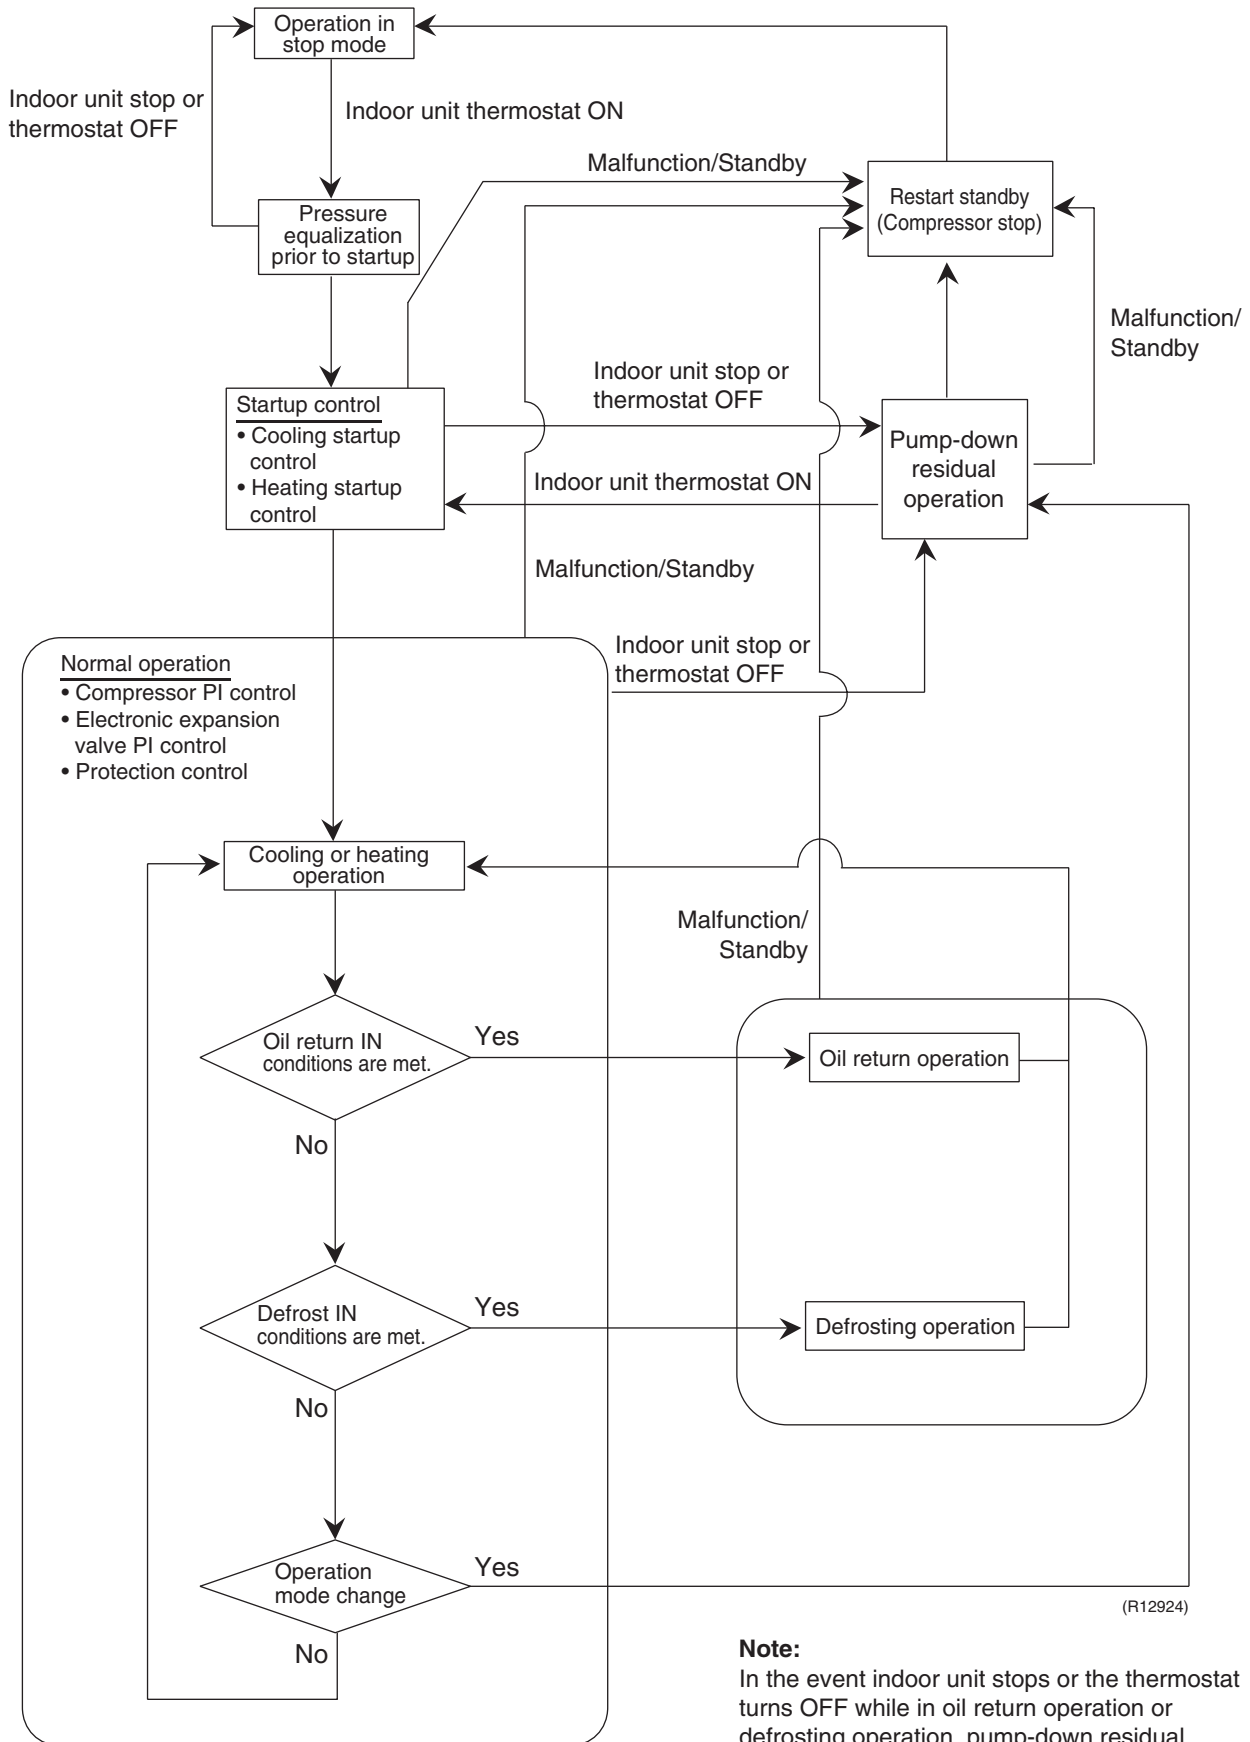 Operation in
stop mode
Indoor unit stop or
thermostat OFF
Indoor unit thermostat ON
Malfunction/Standby
Restart standby
(Compressor stop)
Pressure
equalization
prior to startup
Malfunction/
Standby
Indoor unit stop or
thermostat OFF
Startup control
• Cooling startup
control
• Heating startup
control
Pump-down
residual
operation
Indoor unit thermostat ON
Malfunction/Standby
Indoor unit stop or
thermostat OFF
Normal operation
• Compressor PI control
• Electronic expansion
valve PI control
• Protection control
Cooling or heating
operation
Malfunction/
Standby
Oil return IN
conditions are met.
Yes
Oil return operation
No
Defrost IN
conditions are met.
Yes
Defrosting operation
No
Operation
mode change
Yes
(R12924)
No
Note:
In the event indoor unit stops or the thermostat
turns OFF while in oil return operation or
defrosting operation, pump-down residual